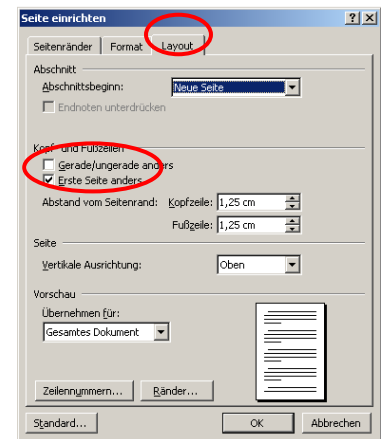 Seite einrichten
Seitenränder Format Layout
Abschnitt
Abschnittsbeginn: Neue Seite
Endnoten unterdrücken
Kopf- und Fußzeilen
Gerade/ungerade anders
Erste Seite anders
Abstand vom Seitenrand: Kopfzeile: 1,25 cm
Fußzeile: 1,25 cm
Seite
Vertikale Ausrichtung: Oben
Vorschau
Übernehmen für:
Gesamtes Dokument
Zeilennummern... Ränder...
Standard... OK Abbrechen